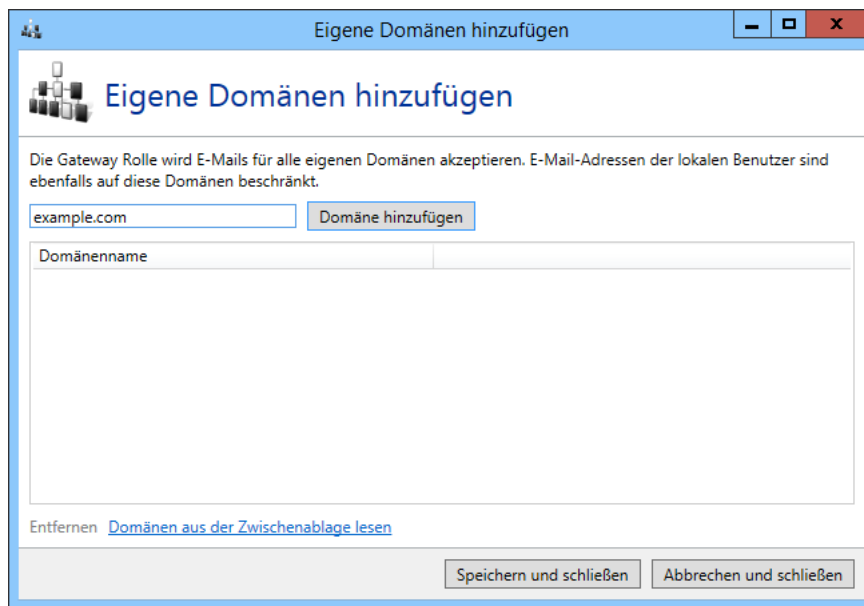 Eigene Domänen hinzufügen
Eigene Domänen hinzufügen
Die Gateway Rolle wird E-Mails für alle eigenen Domänen akzeptieren. E-Mail-Adressen der lokalen Benutzer sind
ebenfalls auf diese Domänen beschränkt.
example.com Domäne hinzufügen
Domänenname
Entfernen Domänen aus der Zwischenablage lesen
Speichern und schließen Abbrechen und schließen